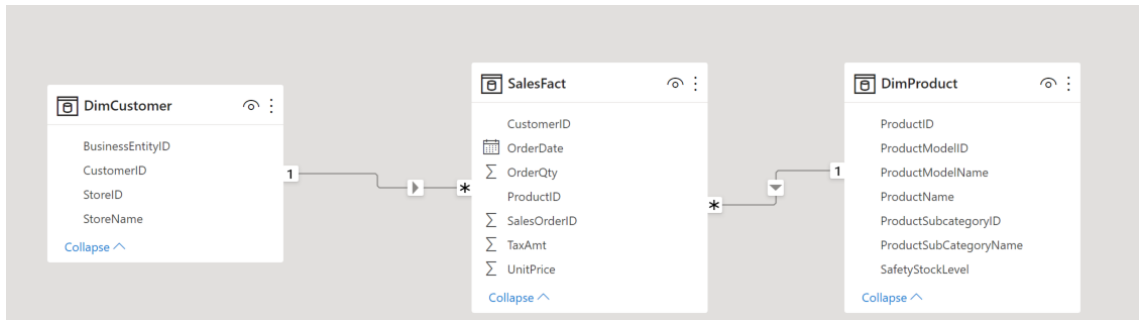 DimCustomer
BusinessEntityID
CustomerID
StoreID
StoreName
Collapse
1
*
SalesFact
CustomerID
OrderDate
∑ OrderQty
ProductID
∑ SalesOrderID
∑ TaxAmt
∑ UnitPrice
Collapse
*
1
DimProduct
ProductID
ProductModelID
ProductModelName
ProductName
ProductSubcategoryID
ProductSubCategoryName
SafetyStockLevel
Collapse